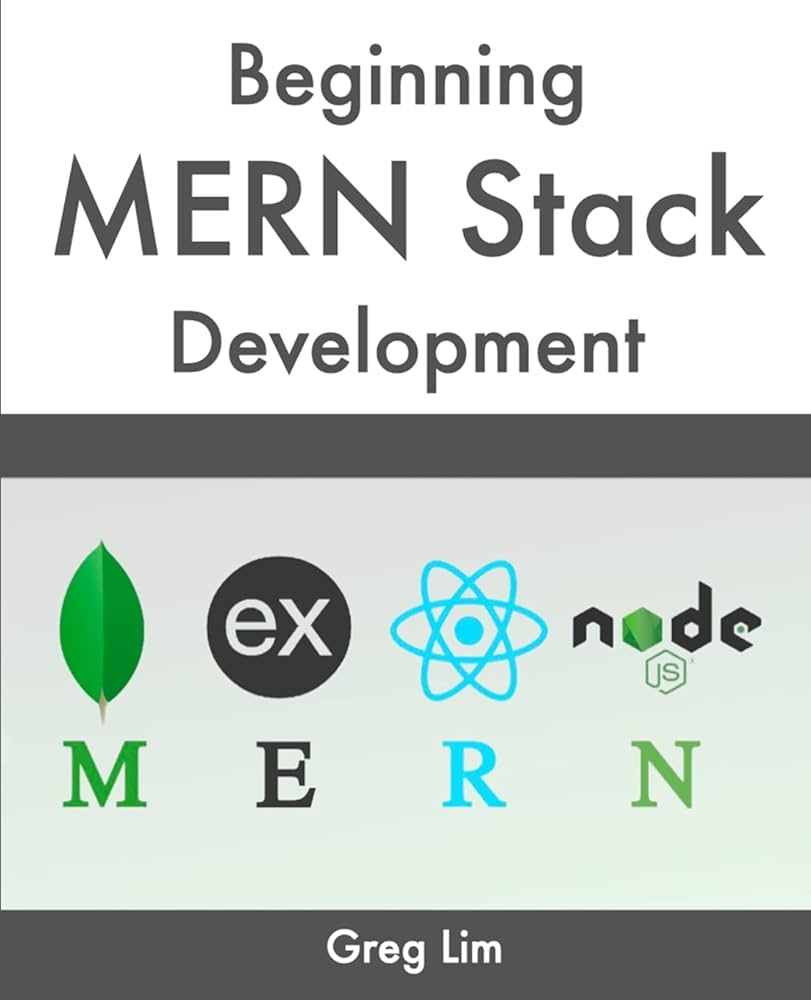 Beginning
MERN Stack
Development
ex
node
JS
M E R N
Greg Lim